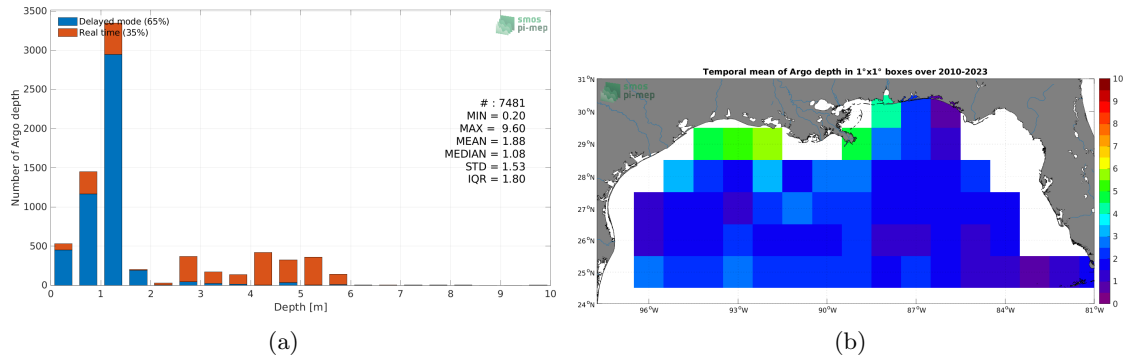 Delayed mode (65%)
Real time (35%)
smos
pi-mep
# : 7481
MIN = 0.20
MAX = 9.60
MEAN = 1.88
MEDIAN = 1.08
STD = 1.53
IQR = 1.80
Number of Argo depth
3500
3000
2500
2000
1500
1000
500
0
0 1 2 3 4 5 6 7 8 9 10
Depth [m]
(a)
Temporal mean of Argo depth in 1°x1° boxes over 2010-2023
smos
pi-mep
31°N
30°N
29°N
28°N
27°N
26°N
25°N
24°N
96°W 93°W 90°W 87°W 84°W 81°W
10
9
8
7
6
5
4
3
2
1
0
(b)